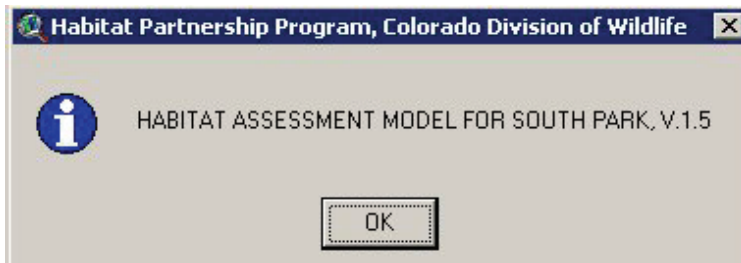 Habitat Partnership Program, Colorado Division of Wildlife
HABITAT ASSESSMENT MODEL FOR SOUTH PARK, V.1.5
OK